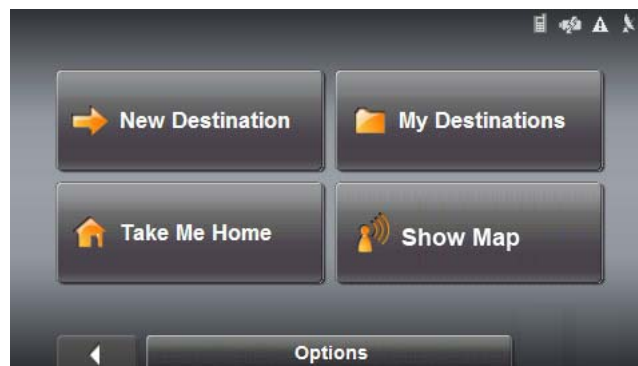 New Destination
My Destinations
Take Me Home
Show Map
Options